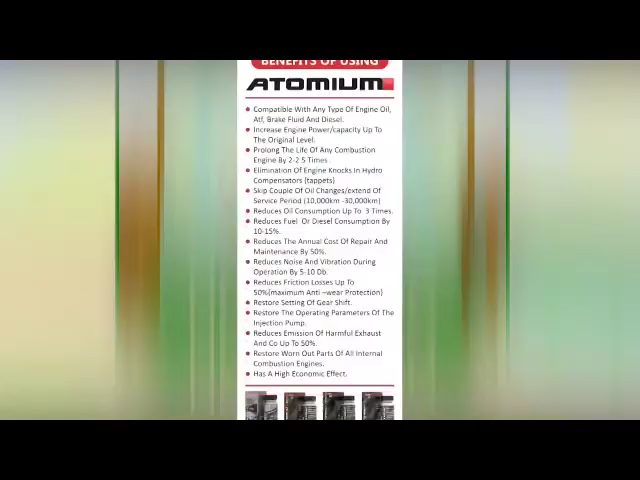 BENEFITS OF USING
ATOMIUM
Compatible With Any Type Of Engine Oil,
Atf, Brake Fluid And Diesel.
Increase Engine Power/capacity Up To
The Original Level.
Prolong The Life Of Any Combustion
Engine By 2-2.5 Times.
Elimination Of Engine Knocks In Hydro
Compensators (tappets)
Skip Couple Of Oil Changes/extend Of
Service Period (10,000km -30,000km)
Reduces Oil Consumption Up To 3 Times.
Reduces Fuel Or Diesel Consumption By
10-15%.
Reduces The Annual Cost Of Repair And
Maintenance By 50%.
Reduces Noise And Vibration During
Operation By 5-10 Db.
Reduces Friction Losses Up To
50%(maximum Anti –wear Protection)
Restore Setting Of Gear Shift.
Restore The Operating Parameters Of The
Injection Pump.
Reduces Emission Of Harmful Exhaust
And Co Up To 50%.
Restore Worn Out Parts Of All Internal
Combustion Engines.
Has A High Economic Effect.